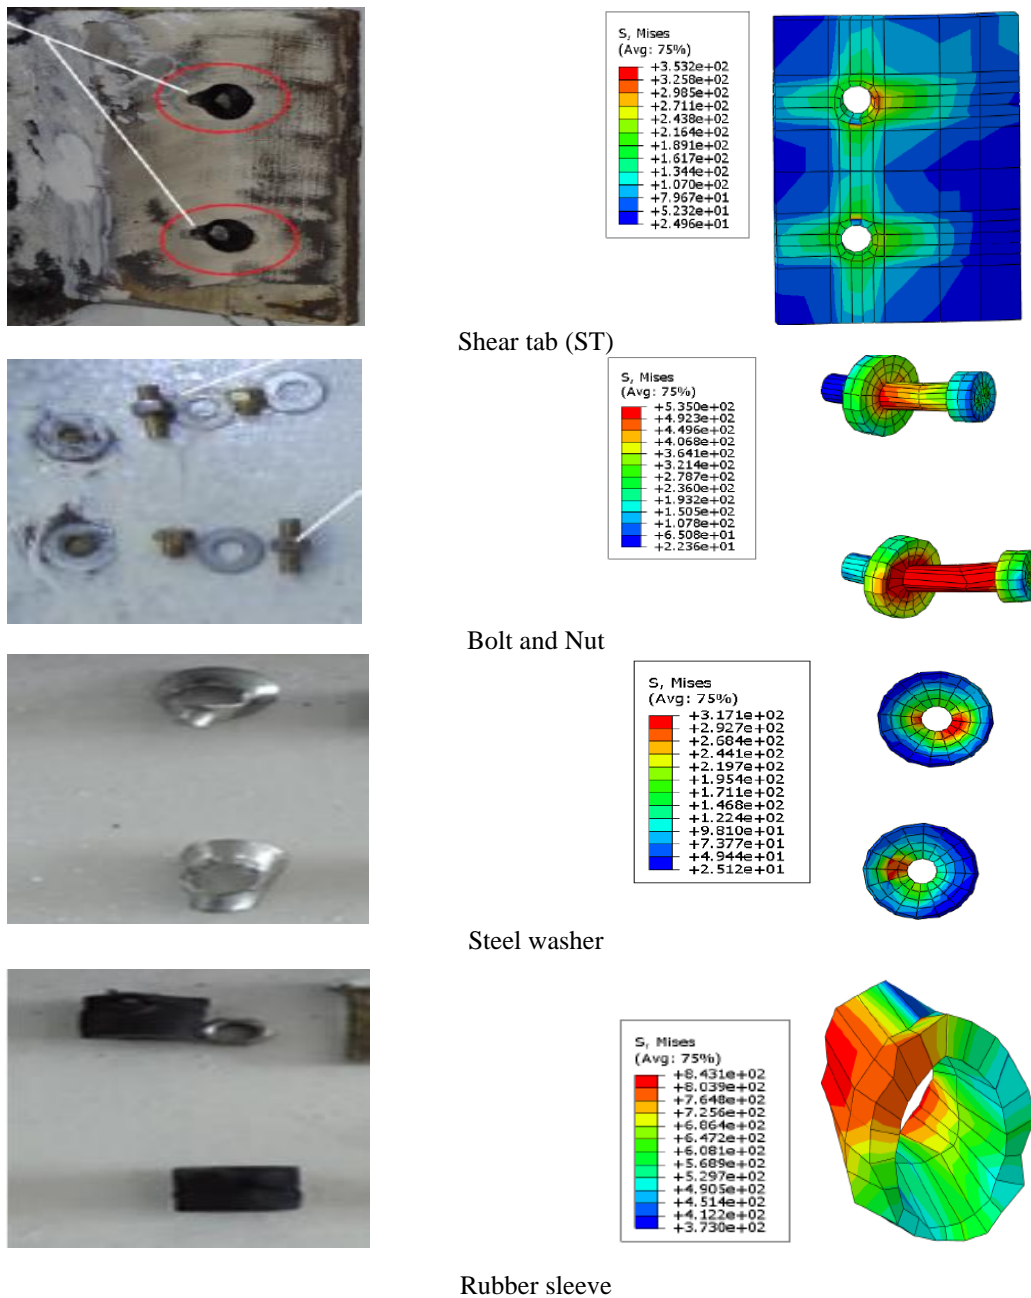 S, Mises
(Avg: 75%)
+3.532e+02
+3.258e+02
+2.985e+02
+2.711e+02
+2.438e+02
+2.164e+02
+1.891e+02
+1.617e+02
+1.344e+02
+1.070e+02
+7.967e+01
+5.232e+01
+2.496e+01
Shear tab (ST)
S, Mises
(Avg: 75%)
+5.350e+02
+4.923e+02
+4.496e+02
+4.068e+02
+3.641e+02
+3.214e+02
+2.787e+02
+2.360e+02
+1.932e+02
+1.505e+02
+1.078e+02
+6.508e+01
+2.236e+01
Bolt and Nut
S, Mises
(Avg: 75%)
+3.171e+02
+2.927e+02
+2.684e+02
+2.441e+02
+2.197e+02
+1.954e+02
+1.711e+02
+1.468e+02
+1.224e+02
+9.810e+01
+7.377e+01
+4.944e+01
+2.512e+01
Steel washer
S, Mises
(Avg: 75%)
+8.431e+02
+8.039e+02
+7.648e+02
+7.256e+02
+6.864e+02
+6.472e+02
+6.081e+02
+5.689e+02
+5.297e+02
+4.905e+02
+4.514e+02
+4.122e+02
+3.730e+02
Rubber sleeve